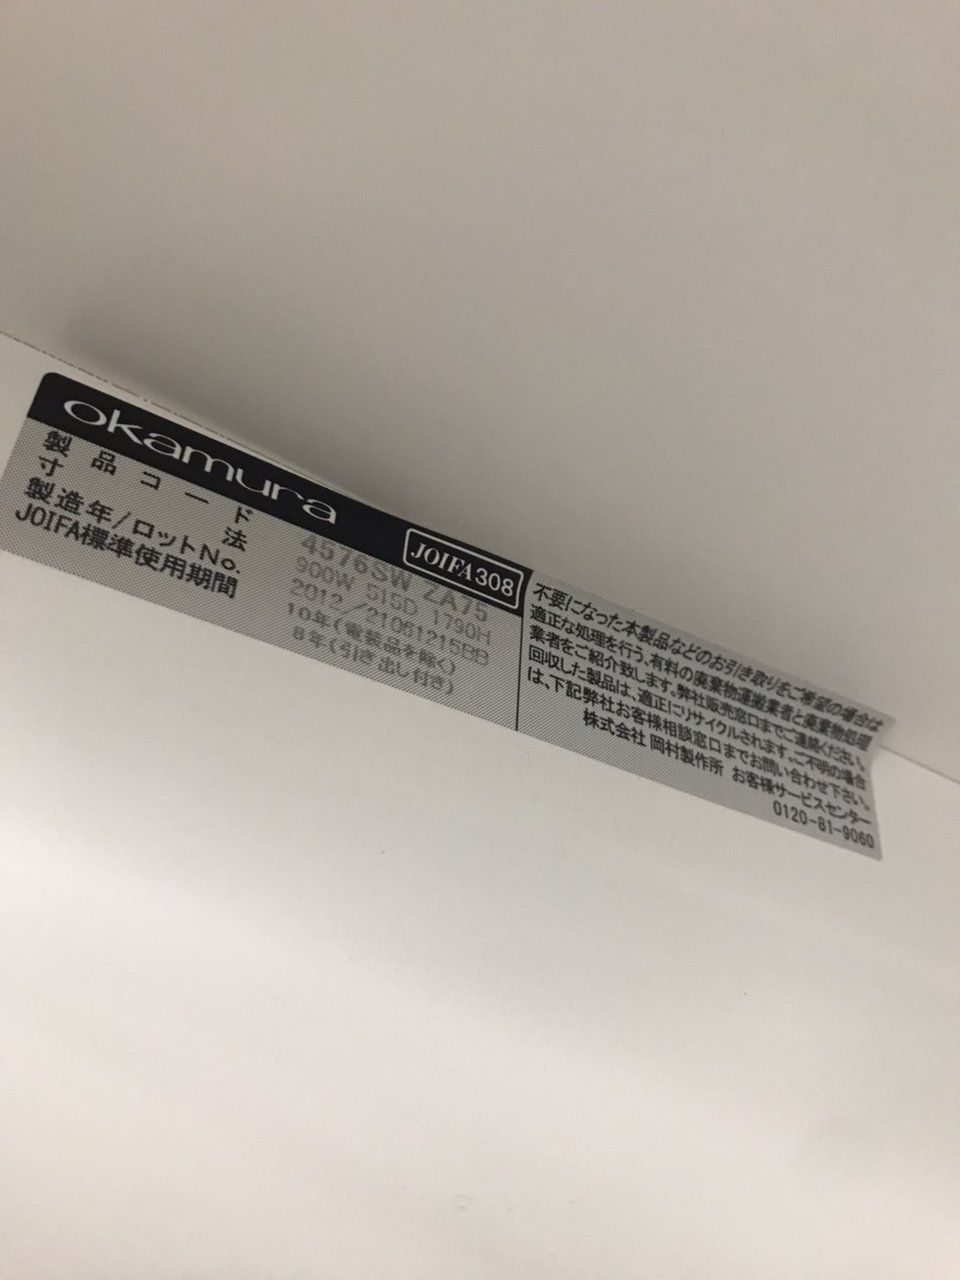 okamura
JOIFA308
製品コード 4576SW ZA75
寸法 900W 515D 1790H
製造年/ロットNo. 2012/21061215BB
JOIFA標準使用期間 10年(電装品を除く)
8年(引き出し付き)
不要になった本製品などのお引き取りをご希望の場合は
適正な処理を行う、有料の廃棄物運搬業者と廃棄物処理
業者をご紹介致します。弊社販売窓口までご連絡ください。
回収した製品は、適正にリサイクルされます。ご不明の場合
は、下記弊社お客様相談窓口までお問い合わせ下さい。
株式会社 岡村製作所 お客様サービスセンター
0120-81-9060